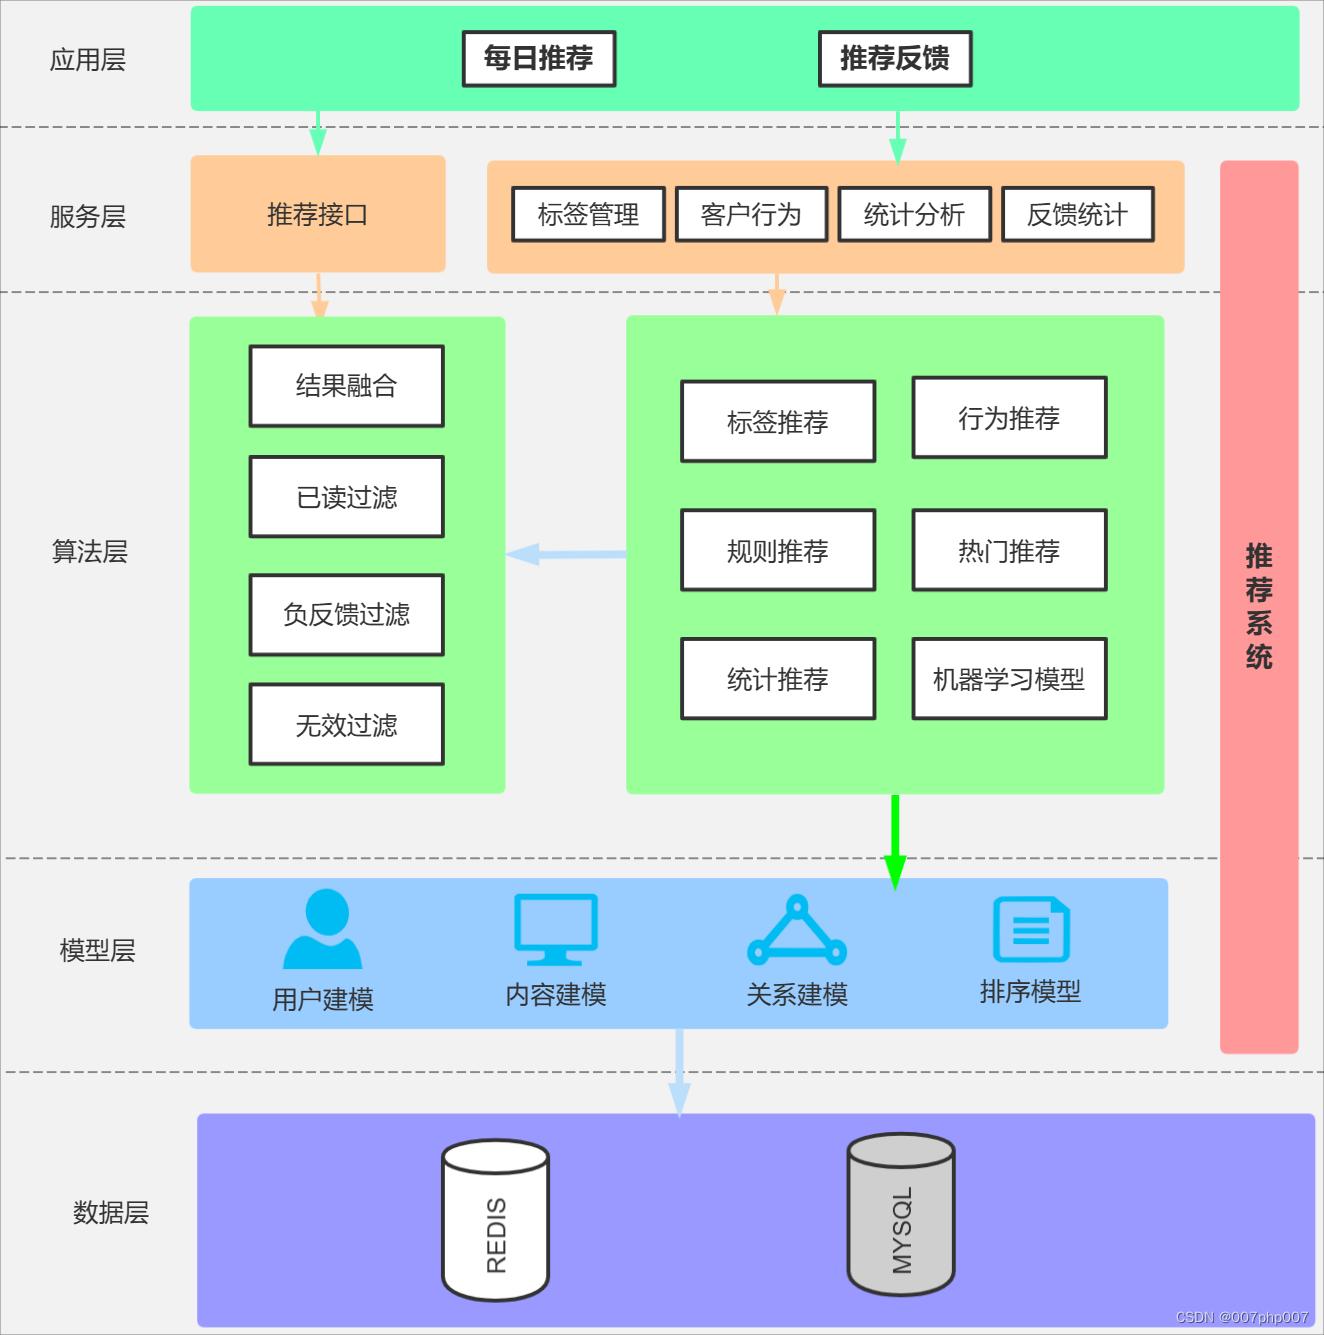 应用层
每日推荐
推荐反馈
服务层
推荐接口
标签管理
客户行为
统计分析
反馈统计
算法层
结果融合
已读过滤
负反馈过滤
无效过滤
标签推荐
行为推荐
规则推荐
热门推荐
统计推荐
机器学习模型
推荐系统
模型层
用户建模
内容建模
关系建模
排序模型
数据层
REDIS
MYSQL
CSDN @007php007